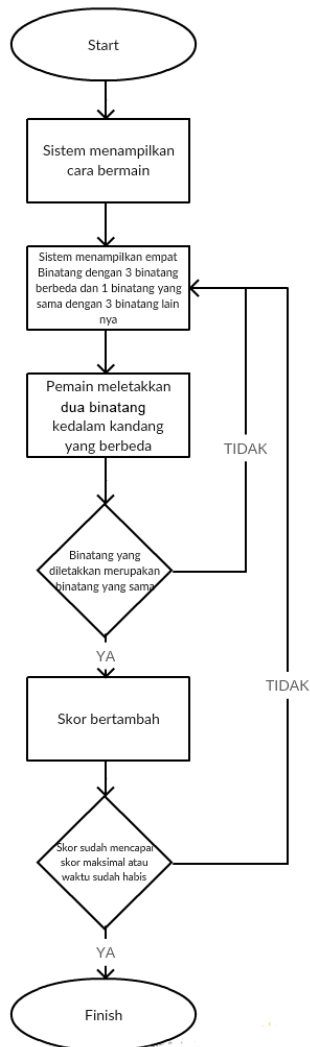 Start
Sistem menampilkan
cara bermain
Sistem menampilkan empat
Binatang dengan 3 binatang
berbeda dan 1 binatang yang
sama dengan 3 binatang lain
nya
Pemain meletakkan
dua binatang
kedalam kandang
yang berbeda
TIDAK
Binatang yang
diletakkan merupakan
binatang yang sama
YA
Skor bertambah
TIDAK
Skor sudah mencapai
skor maksimal atau
waktu sudah habis
YA
Finish